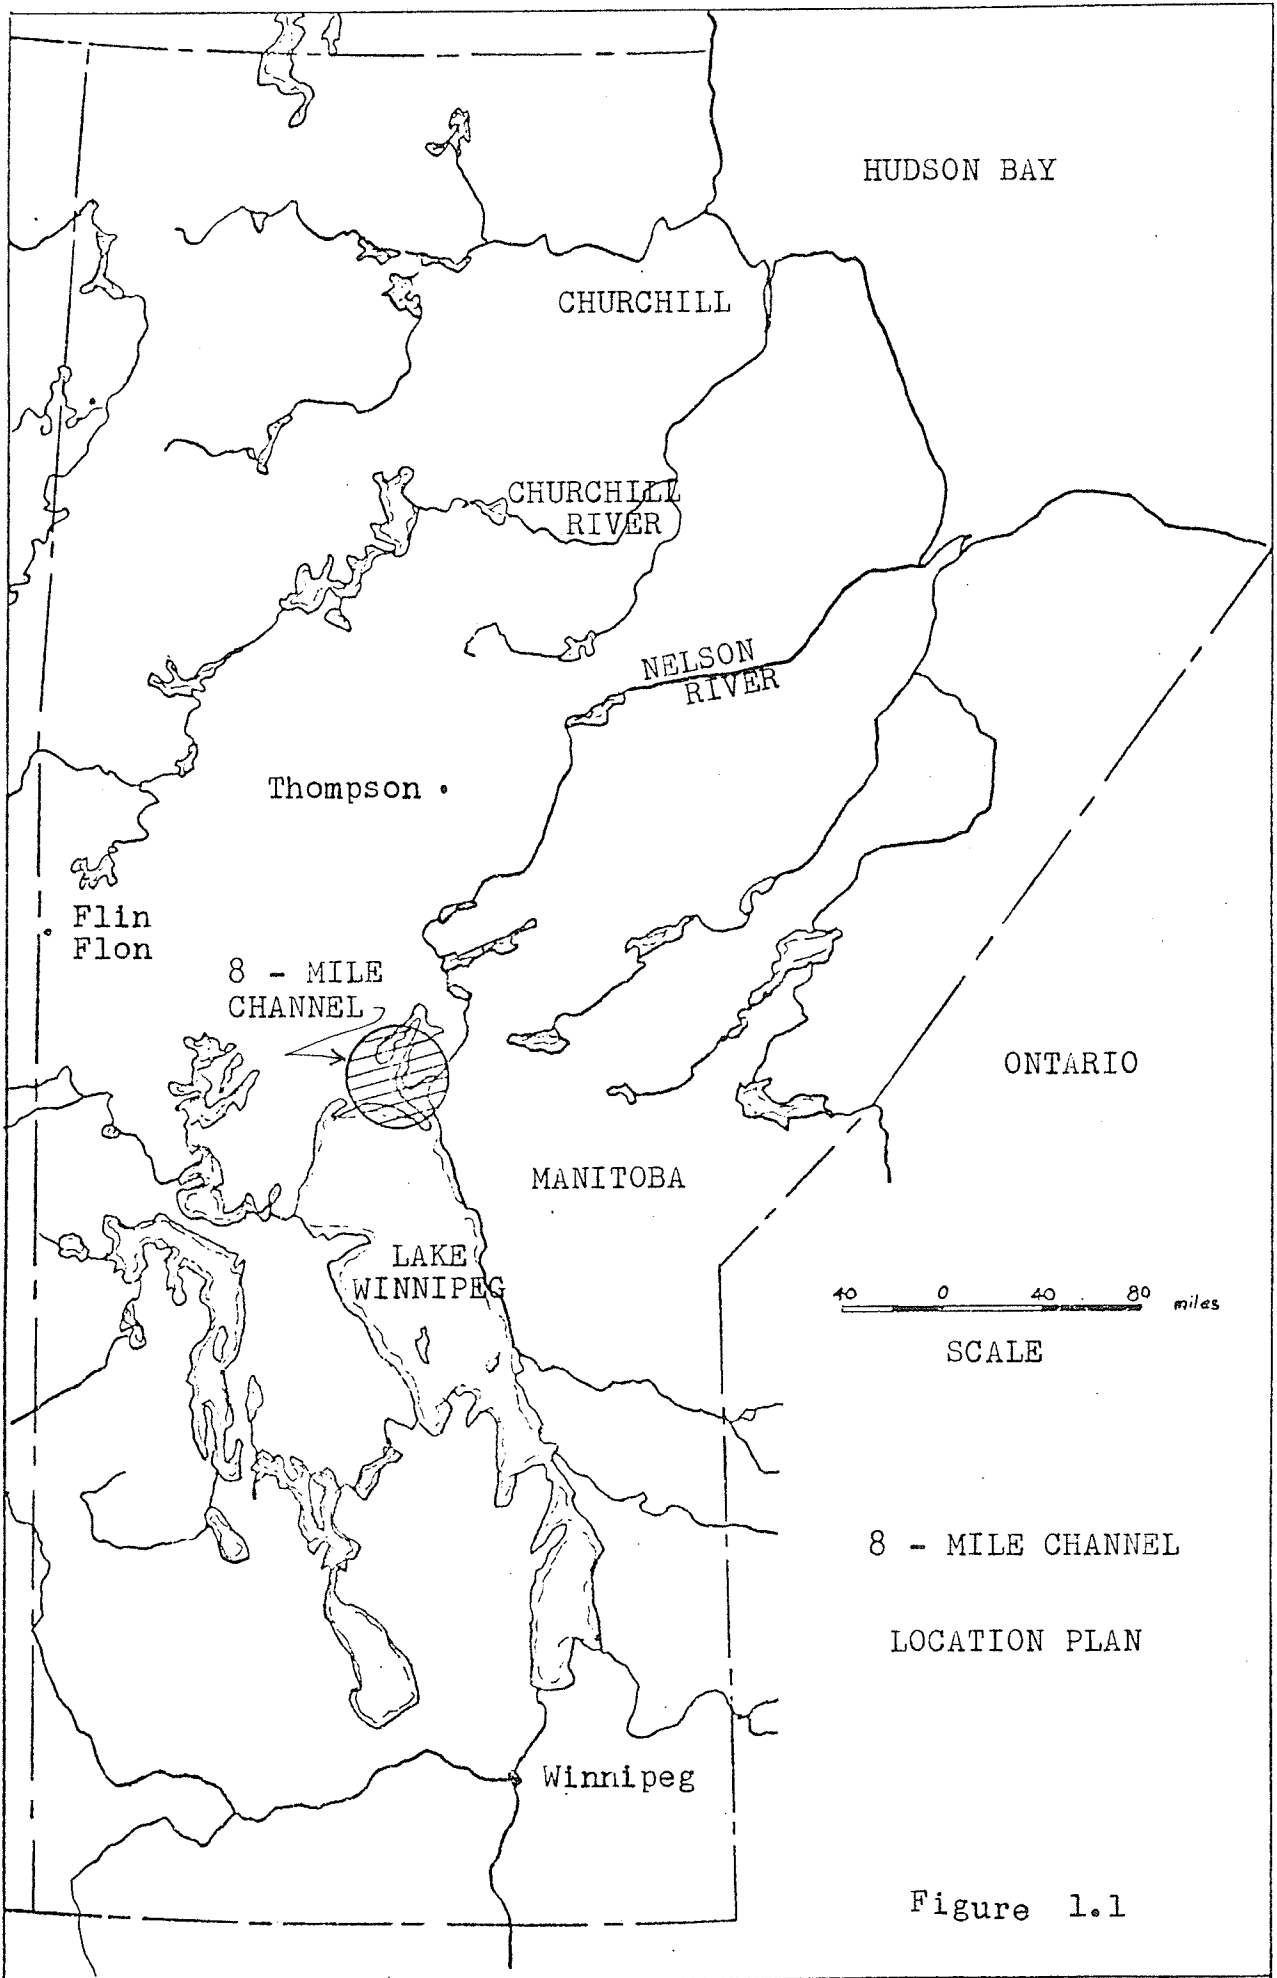 HUDSON BAY
CHURCHILL
CHURCHILL
RIVER
NELSON
RIVER
Thompson
Flin
Flon
8 - MILE
CHANNEL
ONTARIO
MANITOBA
LAKE
WINNIPEG
40 0 40 80 miles
SCALE
8 - MILE CHANNEL
LOCATION PLAN
Winnipeg
Figure 1.1